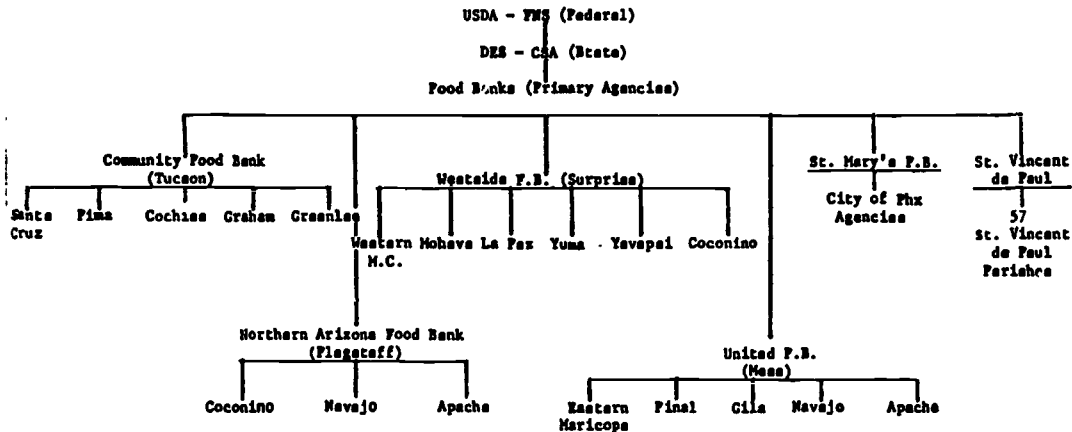 USDA - FNS (Federal)
DES - CSA (State)
Food Banks (Primary Agencies)
Community Food Bank
(Tucson)
Santa
Cruz
Pima
Cochise
Graham
Greenlee
Westside F.B. (Surprise)
Western
M.C.
Mohave
La Paz
Yuma
Yavapai
Coconino
St. Mary's F.B.
City of Phx
Agencies
St. Vincent
de Paul
57
St. Vincent
de Paul
Parishes
Northern Arizona Food Bank
(Flagstaff)
Coconino
Navajo
Apache
United F.B.
(Mesa)
Eastern
Maricopa
Pinal
Gila
Navajo
Apache